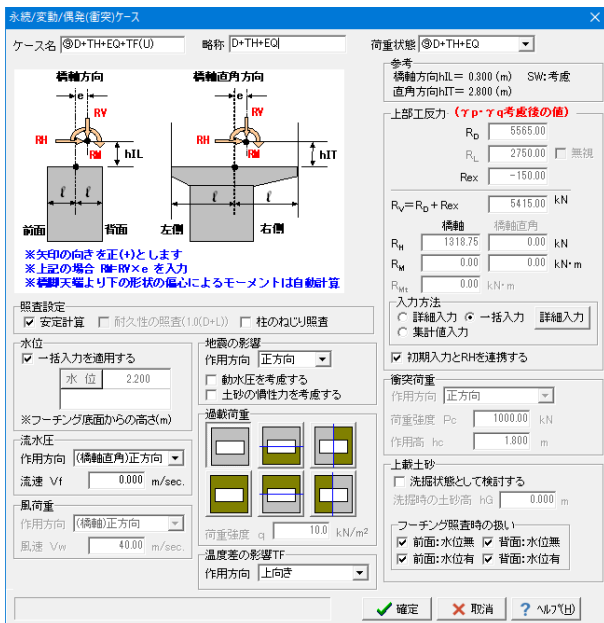 永続/変動/偶発(衝突)ケース
ケース名 ⑨D+TH+EQ+TF(U) 略称 D+TH+EQ 荷重状態 ⑨D+TH+EQ
参考
橋軸方向hIL= 0.300 (m) SW:考慮
直角方向hIT= 2.800 (m)
橋軸方向 橋軸直角方向
e e
RV RV
RH RM hIL RH RM hIT
ℓ ℓ ℓ ℓ
前面 背面 左側 右側
※矢印の向きを正(+)とします
※上記の場合 RM=RV×e を入力
※橋脚天端より下の形状の偏心によるモーメントは自動計算
上部工反力 (γp・γq考慮後の値)
RD 5565.00
RL 2750.00 無視
Rex -150.00
RV=RD+Rex 5415.00 kN
橋軸 橋軸直角
RH 1318.75 0.00 kN
RM 0.00 0.00 kN・m
RMt 0.00 kN・m
入力方法
詳細入力 一括入力 詳細入力
集計値入力
初期入力とRHを連携する
照査設定
安定計算 耐久性の照査(1.0(D+L)) 柱のねじり照査
水位
一括入力を適用する
水 位 2.200
※フーチング底面からの高さ(m)
流水圧
作用方向 (橋軸直角)正方向
流速 Vf 0.000 m/sec.
風荷重
作用方向 (橋軸)正方向
風速 Vw 40.00 m/sec.
地震の影響
作用方向 正方向
動水圧を考慮する
土砂の慣性力を考慮する
過載荷重
荷重強度 q 10.0 kN/m²
温度差の影響TF
作用方向 上向き
衝突荷重
作用方向 正方向
荷重強度 Pc 1000.00 kN
作用高 hc 1.800 m
上載土砂
洗掘状態として検討する
洗掘時の土砂高 hG 0.000 m
フーチング照査時の扱い
前面:水位無 背面:水位無
前面:水位有 背面:水位有
確定 取消 ? ヘルプ(H)